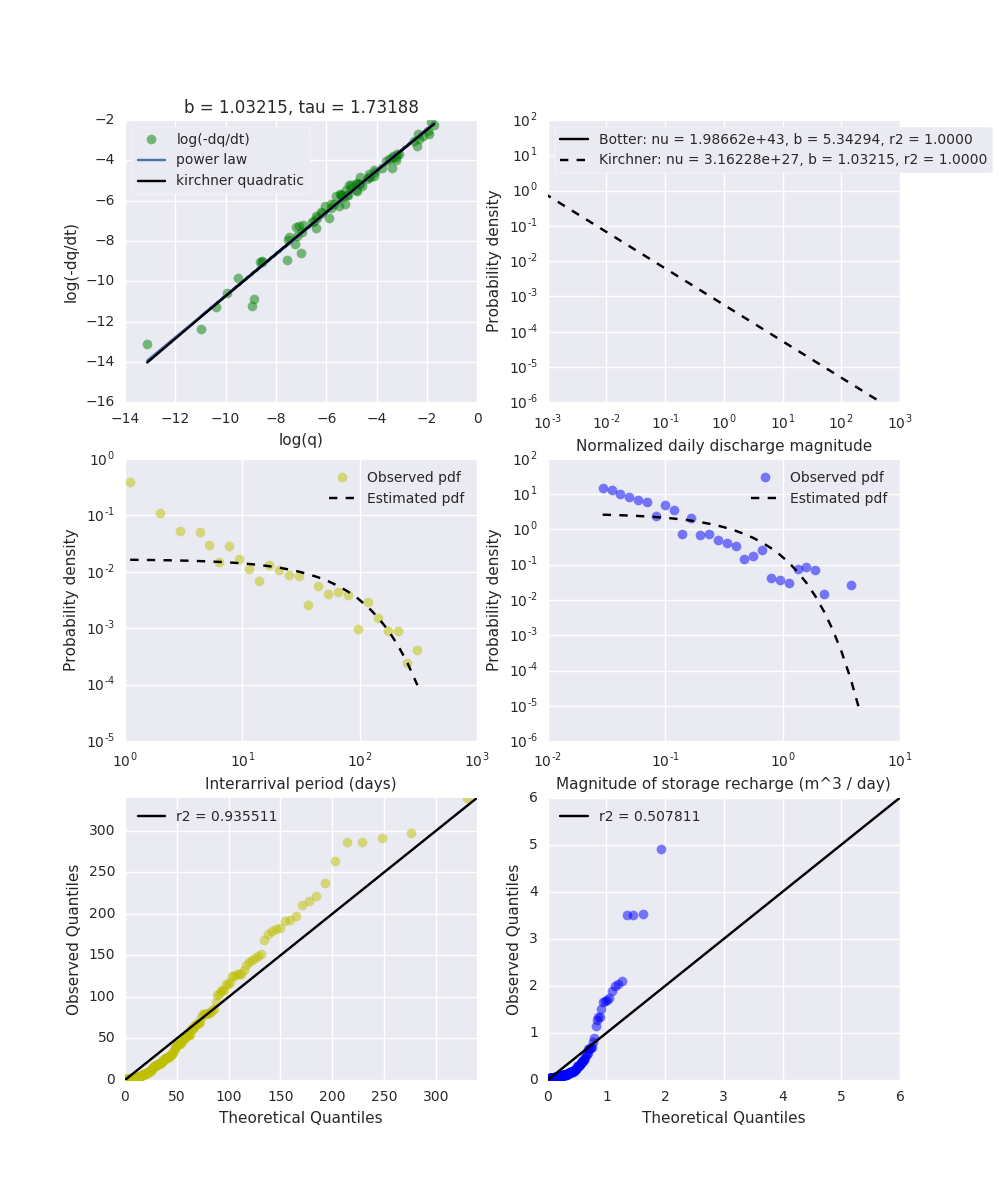 b = 1.03215, tau = 1.73188
log(-dq/dt)
power law
kirchner quadratic
−2
−4
−6
−8
−10
−12
−14
−16
log(-dq/dt)
−14 −12 −10 −8 −6 −4 −2 0
log(q)
Botter: nu = 1.98662e+43, b = 5.34294, r2 = 1.0000
Kirchner: nu = 3.16228e+27, b = 1.03215, r2 = 1.0000
10^2
10^1
10^0
10^-1
10^-2
10^-3
10^-4
10^-5
10^-6
Probability density
10^-3 10^-2 10^-1 10^0 10^1 10^2 10^3
Normalized daily discharge magnitude
Observed pdf
Estimated pdf
10^0
10^-1
10^-2
10^-3
10^-4
10^-5
Probability density
10^0 10^1 10^2 10^3
Interarrival period (days)
Observed pdf
Estimated pdf
10^2
10^1
10^0
10^-1
10^-2
10^-3
10^-4
10^-5
10^-6
Probability density
10^-2 10^-1 10^0 10^1
Magnitude of storage recharge (m^3 / day)
r2 = 0.935511
300
250
200
150
100
50
0
Observed Quantiles
0 50 100 150 200 250 300
Theoretical Quantiles
r2 = 0.507811
6
5
4
3
2
1
0
Observed Quantiles
0 1 2 3 4 5 6
Theoretical Quantiles